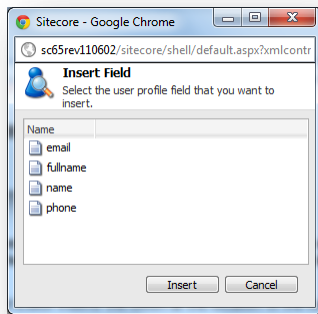 Sitecore - Google Chrome
sc65rev110602/sitecore/shell/default.aspx?xmlcontr
Insert Field
Select the user profile field that you want to
insert.
Name
email
fullname
name
phone
Insert Cancel